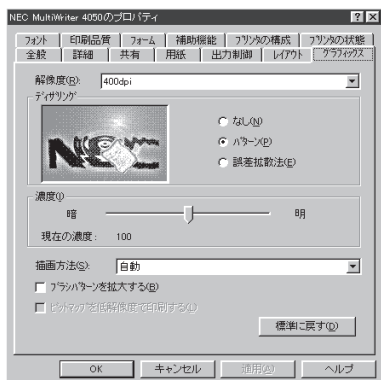 NEC MultiWriter 4050のプロパティ
フォント 印刷品質 フォーム 補助機能 プリンタの構成 プリンタの状態
全般 詳細 共有 用紙 出力制御 レイアウト グラフィックス
解像度(R): 400dpi
ディザリング
NEC
なし(N)
パターン(P)
誤差拡散法(E)
濃度(I)
暗 明
現在の濃度: 100
描画方法(S): 自動
ブラシパターンを拡大する(B)
ビットマップを低解像度で印刷する(L)
標準に戻す(D)
OK キャンセル 適用(A) ヘルプ